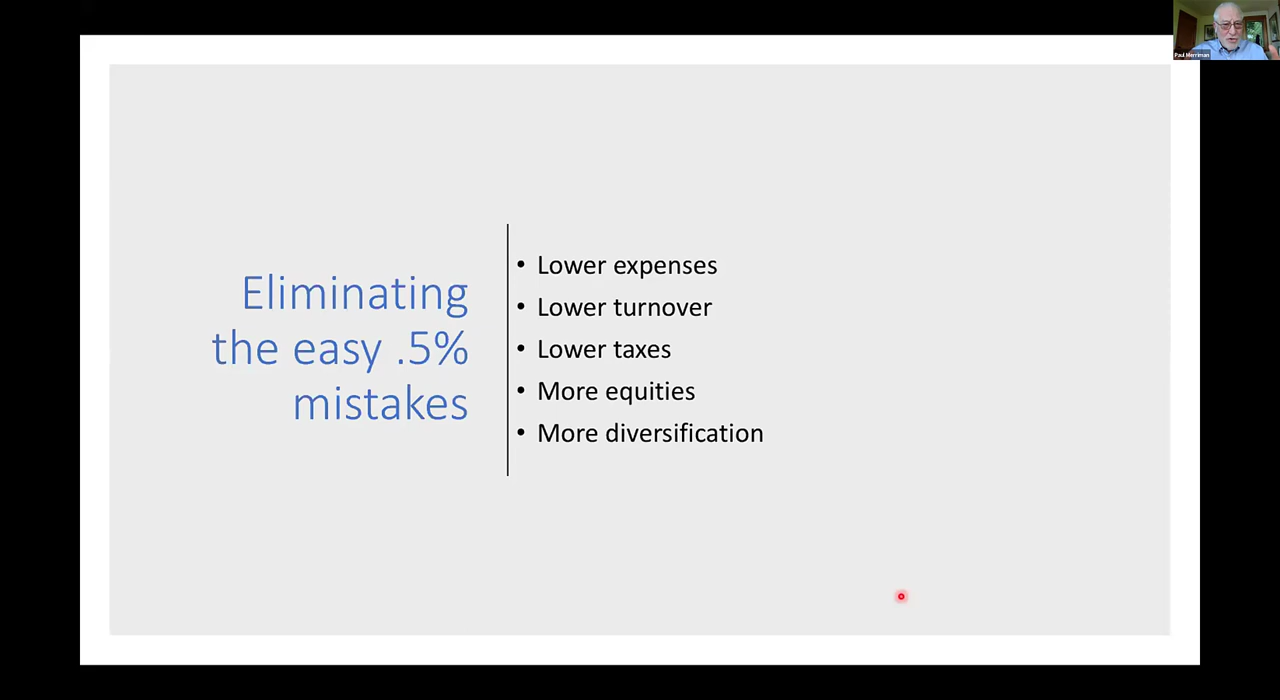 Eliminating
the easy .5%
mistakes
• Lower expenses
• Lower turnover
• Lower taxes
• More equities
• More diversification
Paul Merriman